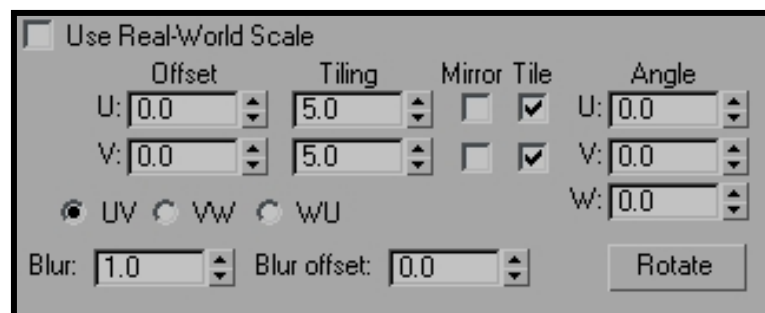 Use Real-World Scale
Offset Tiling Mirror Tile Angle
U: 0.0 5.0 U: 0.0
V: 0.0 5.0 V: 0.0
W: 0.0
UV VW WU
Blur: 1.0 Blur offset: 0.0 Rotate